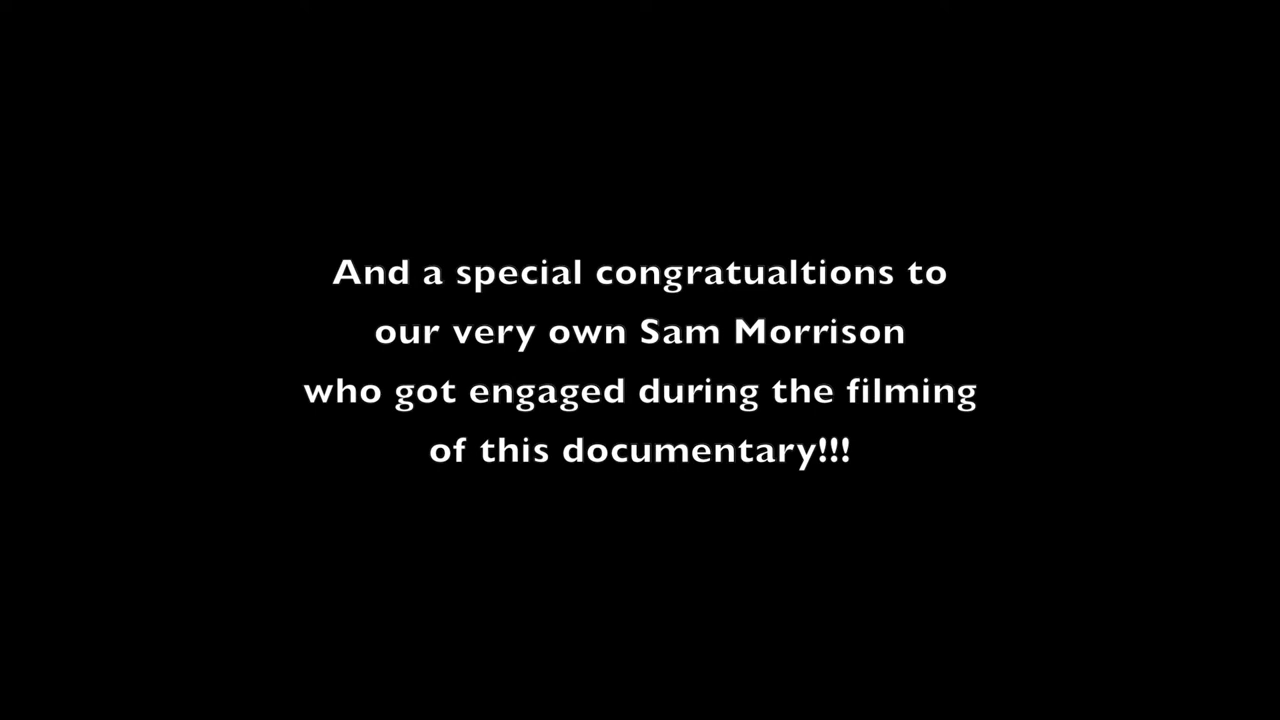 And a special congratualtions to
our very own Sam Morrison
who got engaged during the filming
of this documentary!!!